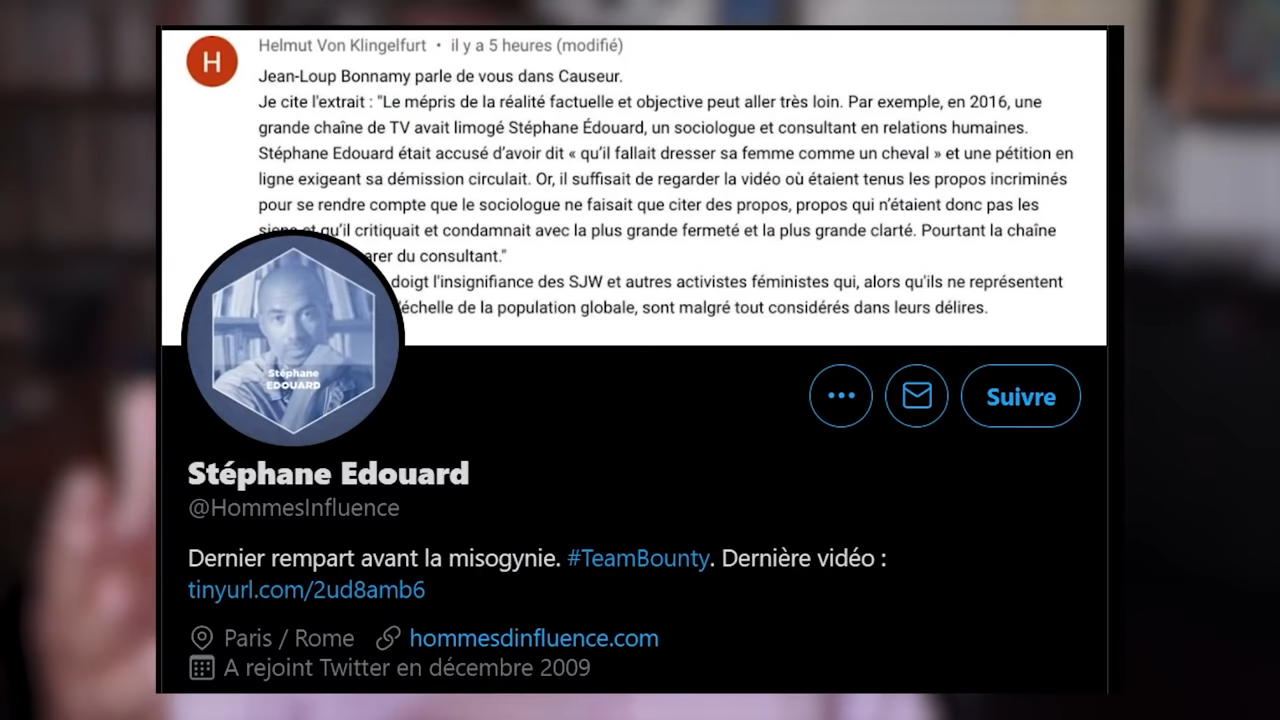 H
Helmut Von Klingelfurt • il y a 5 heures (modifié)
Jean-Loup Bonnamy parle de vous dans Causeur.
Je cite l'extrait : "Le mépris de la réalité factuelle et objective peut aller très loin. Par exemple, en 2016, une
grande chaîne de TV avait limogé Stéphane Édouard, un sociologue et consultant en relations humaines.
Stéphane Edouard était accusé d’avoir dit « qu’il fallait dresser sa femme comme un cheval » et une pétition en
ligne exigeant sa démission circulait. Or, il suffisait de regarder la vidéo où étaient tenus les propos incriminés
pour se rendre compte que le sociologue ne faisait que citer des propos, propos qui n’étaient donc pas les
siens et qu’il critiquait et condamnait avec la plus grande fermeté et la plus grande clarté. Pourtant la chaîne
du consultant."
doigt l'insignifiance des SJW et autres activistes féministes qui, alors qu'ils ne représentent
l'échelle de la population globale, sont malgré tout considérés dans leurs délires.
Stéphane
EDOUARD
Suivre
Stéphane Edouard
@HommesInfluence
Dernier rempart avant la misogynie. #TeamBounty. Dernière vidéo :
tinyurl.com/2ud8amb6
Paris / Rome hommesdinfluence.com
A rejoint Twitter en décembre 2009